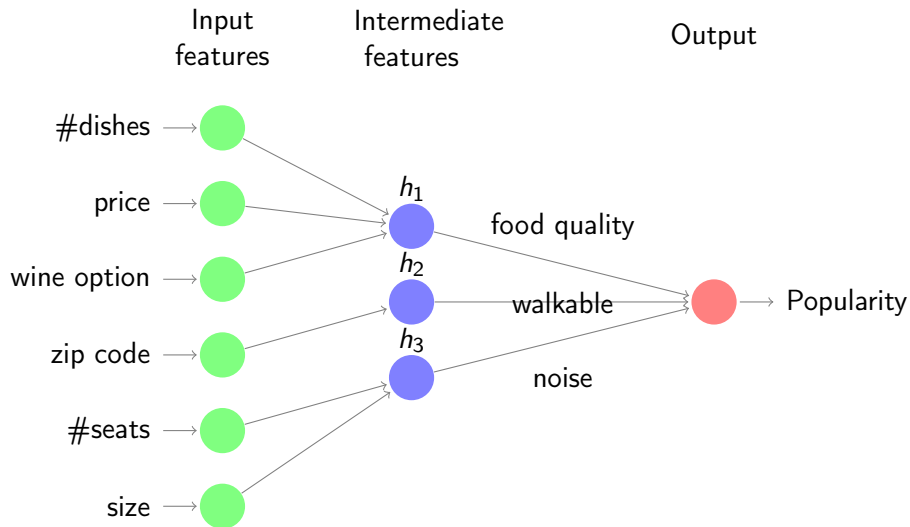 Input
features
Intermediate
features
Output
#dishes
price
wine option
zip code
#seats
size
h₁
h₂
h₃
food quality
walkable
noise
Popularity